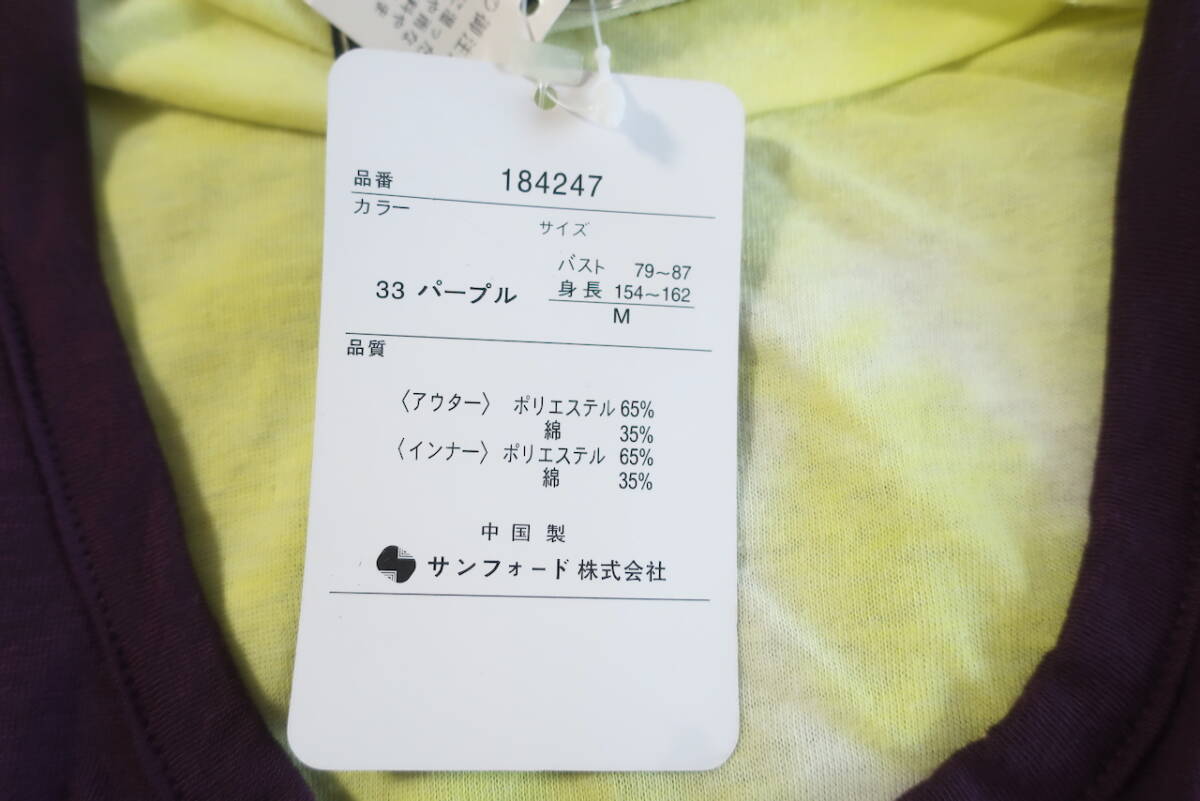 品番 184247
カラー
サイズ
バスト 79～87
33 パープル
身長 154～162
M
品質
〈アウター〉 ポリエステル 65%
綿 35%
〈インナー〉 ポリエステル 65%
綿 35%
中国製
サンフォード株式会社